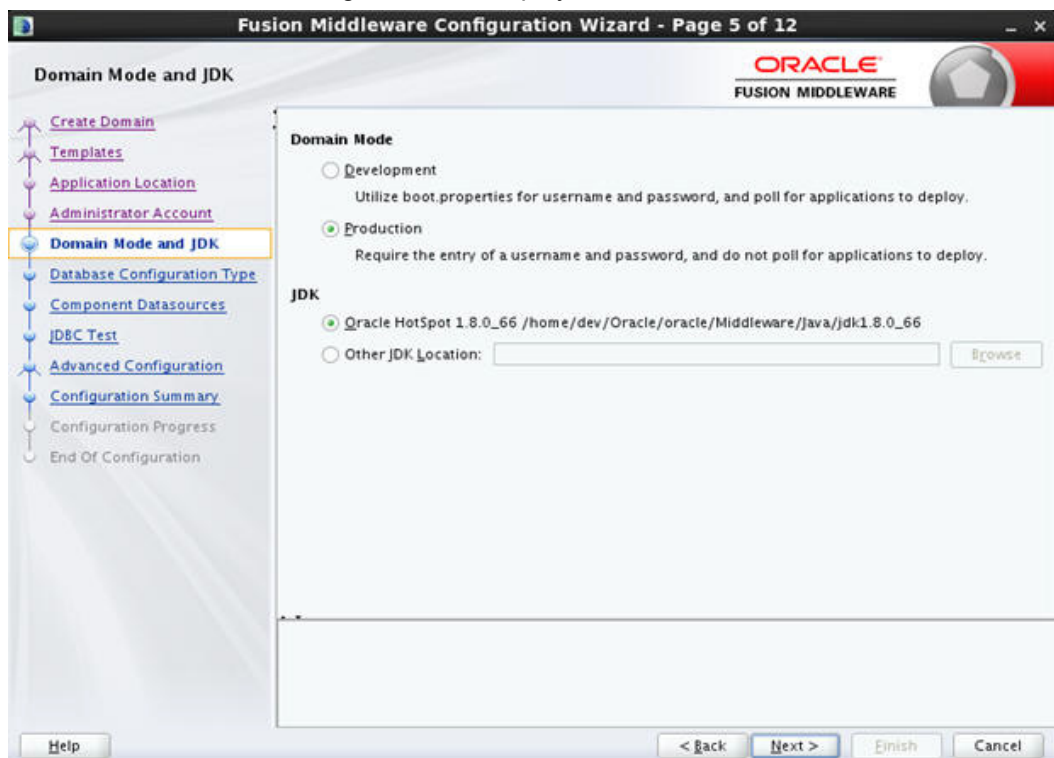 Fusion Middleware Configuration Wizard - Page 5 of 12
Domain Mode and JDK
ORACLE
FUSION MIDDLEWARE
Create Domain
Templates
Application Location
Administrator Account
Domain Mode and JDK
Database Configuration Type
Component Datasources
JDBC Test
Advanced Configuration
Configuration Summary
Configuration Progress
End Of Configuration
Domain Mode
Development
Utilize boot.properties for username and password, and poll for applications to deploy.
Production
Require the entry of a username and password, and do not poll for applications to deploy.
JDK
Oracle HotSpot 1.8.0_66 /home/dev/Oracle/oracle/Middleware/Java/jdk1.8.0_66
Other JDK Location:
Browse
Help
< Back
Next >
Finish
Cancel